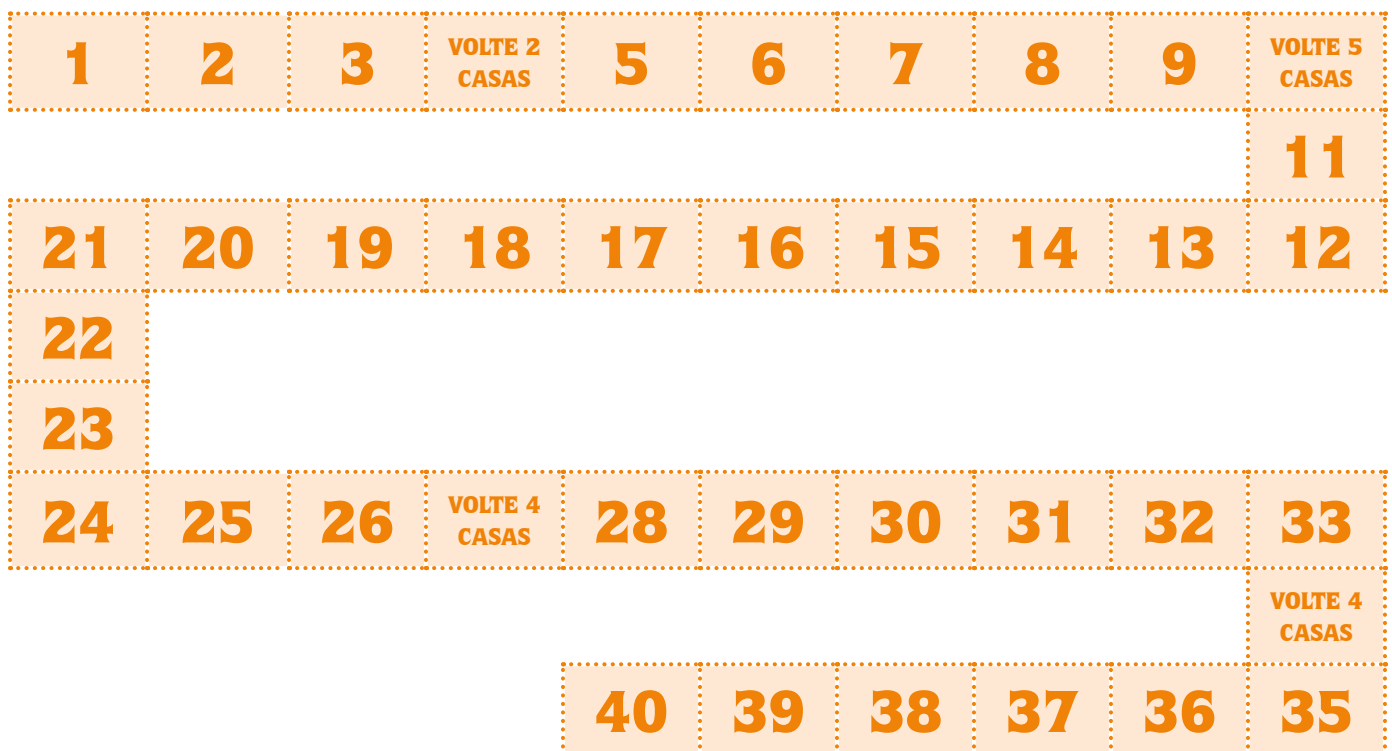 1 2 3 VOLTE 2 CASAS 5 6 7 8 9 VOLTE 5 CASAS
11
21 20 19 18 17 16 15 14 13 12
22
23
24 25 26 VOLTE 4 CASAS 28 29 30 31 32 33
VOLTE 4
CASAS
40 39 38 37 36 35